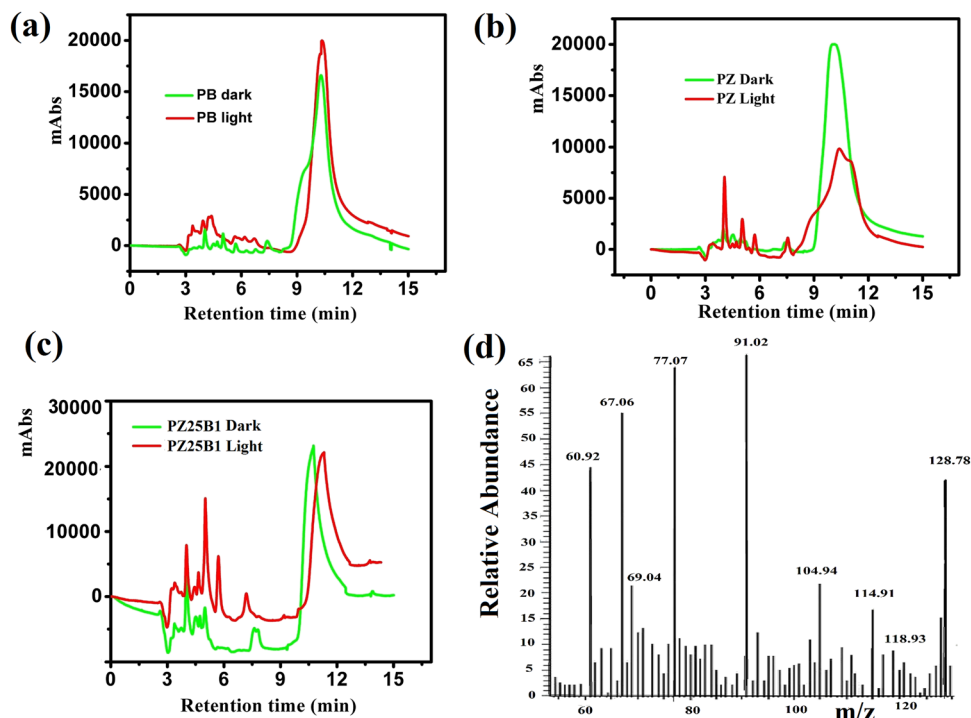 (a)
20000
15000
10000
5000
0
mAbs
PB dark
PB light
0 3 6 9 12 15
Retention time (min)
(b)
20000
15000
10000
5000
0
mAbs
PZ Dark
PZ Light
0 3 6 9 12 15
Retention time (min)
(c)
30000
20000
10000
0
mAbs
PZ25B1 Dark
PZ25B1 Light
0 3 6 9 12 15
Retention time (min)
(d)
65
60
55
50
45
40
35
30
25
20
15
10
5
0
Relative Abundance
91.02
77.07
67.06
60.92
128.78
69.04
104.94
114.91
118.93
60 80 100 120
m/z